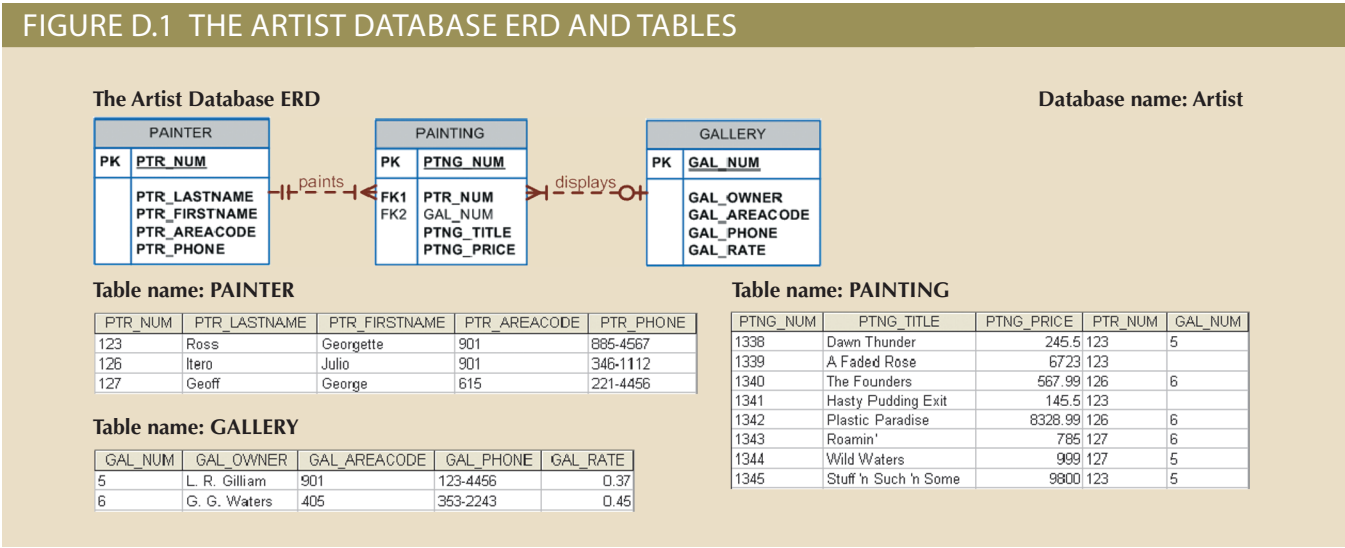 FIGURE D.1 THE ARTIST DATABASE ERD AND TABLES
The Artist Database ERD
Database name: Artist
PAINTER
PK PTR_NUM
PTR_LASTNAME
PTR_FIRSTNAME
PTR_AREACODE
PTR_PHONE
paints
PAINTING
PK PTNG_NUM
FK1 PTR_NUM
FK2 GAL_NUM
PTNG_TITLE
PTNG_PRICE
displays
GALLERY
PK GAL_NUM
GAL_OWNER
GAL_AREACODE
GAL_PHONE
GAL_RATE
Table name: PAINTER
PTR_NUM PTR_LASTNAME PTR_FIRSTNAME PTR_AREACODE PTR_PHONE
123 Ross Georgette 901 885-4567
126 Itero Julio 901 346-1112
127 Geoff George 615 221-4456
Table name: GALLERY
GAL_NUM GAL_OWNER GAL_AREACODE GAL_PHONE GAL_RATE
5 L. R. Gilliam 901 123-4456 0.37
6 G. G. Waters 405 353-2243 0.45
Table name: PAINTING
PTNG_NUM PTNG_TITLE PTNG_PRICE PTR_NUM GAL_NUM
1338 Dawn Thunder 245.5 123 5
1339 A Faded Rose 6723 123
1340 The Founders 567.99 126 6
1341 Hasty Pudding Exit 145.5 123
1342 Plastic Paradise 8328.99 126 6
1343 Roamin' 785 127 6
1344 Wild Waters 999 127 5
1345 Stuff 'n Such 'n Some 9800 123 5